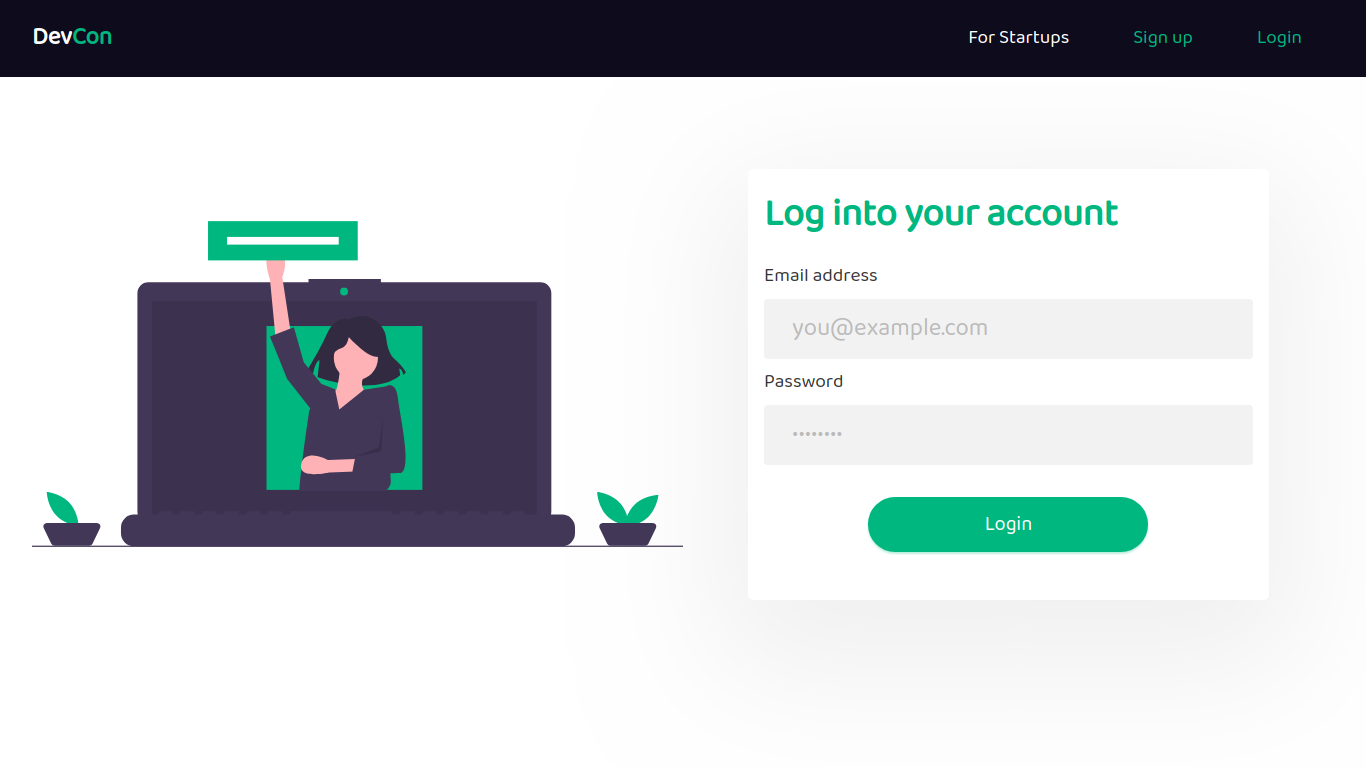 DevCon
For Startups
Sign up
Login
Log into your account
Email address
you@example.com
Password
••••••••
Login